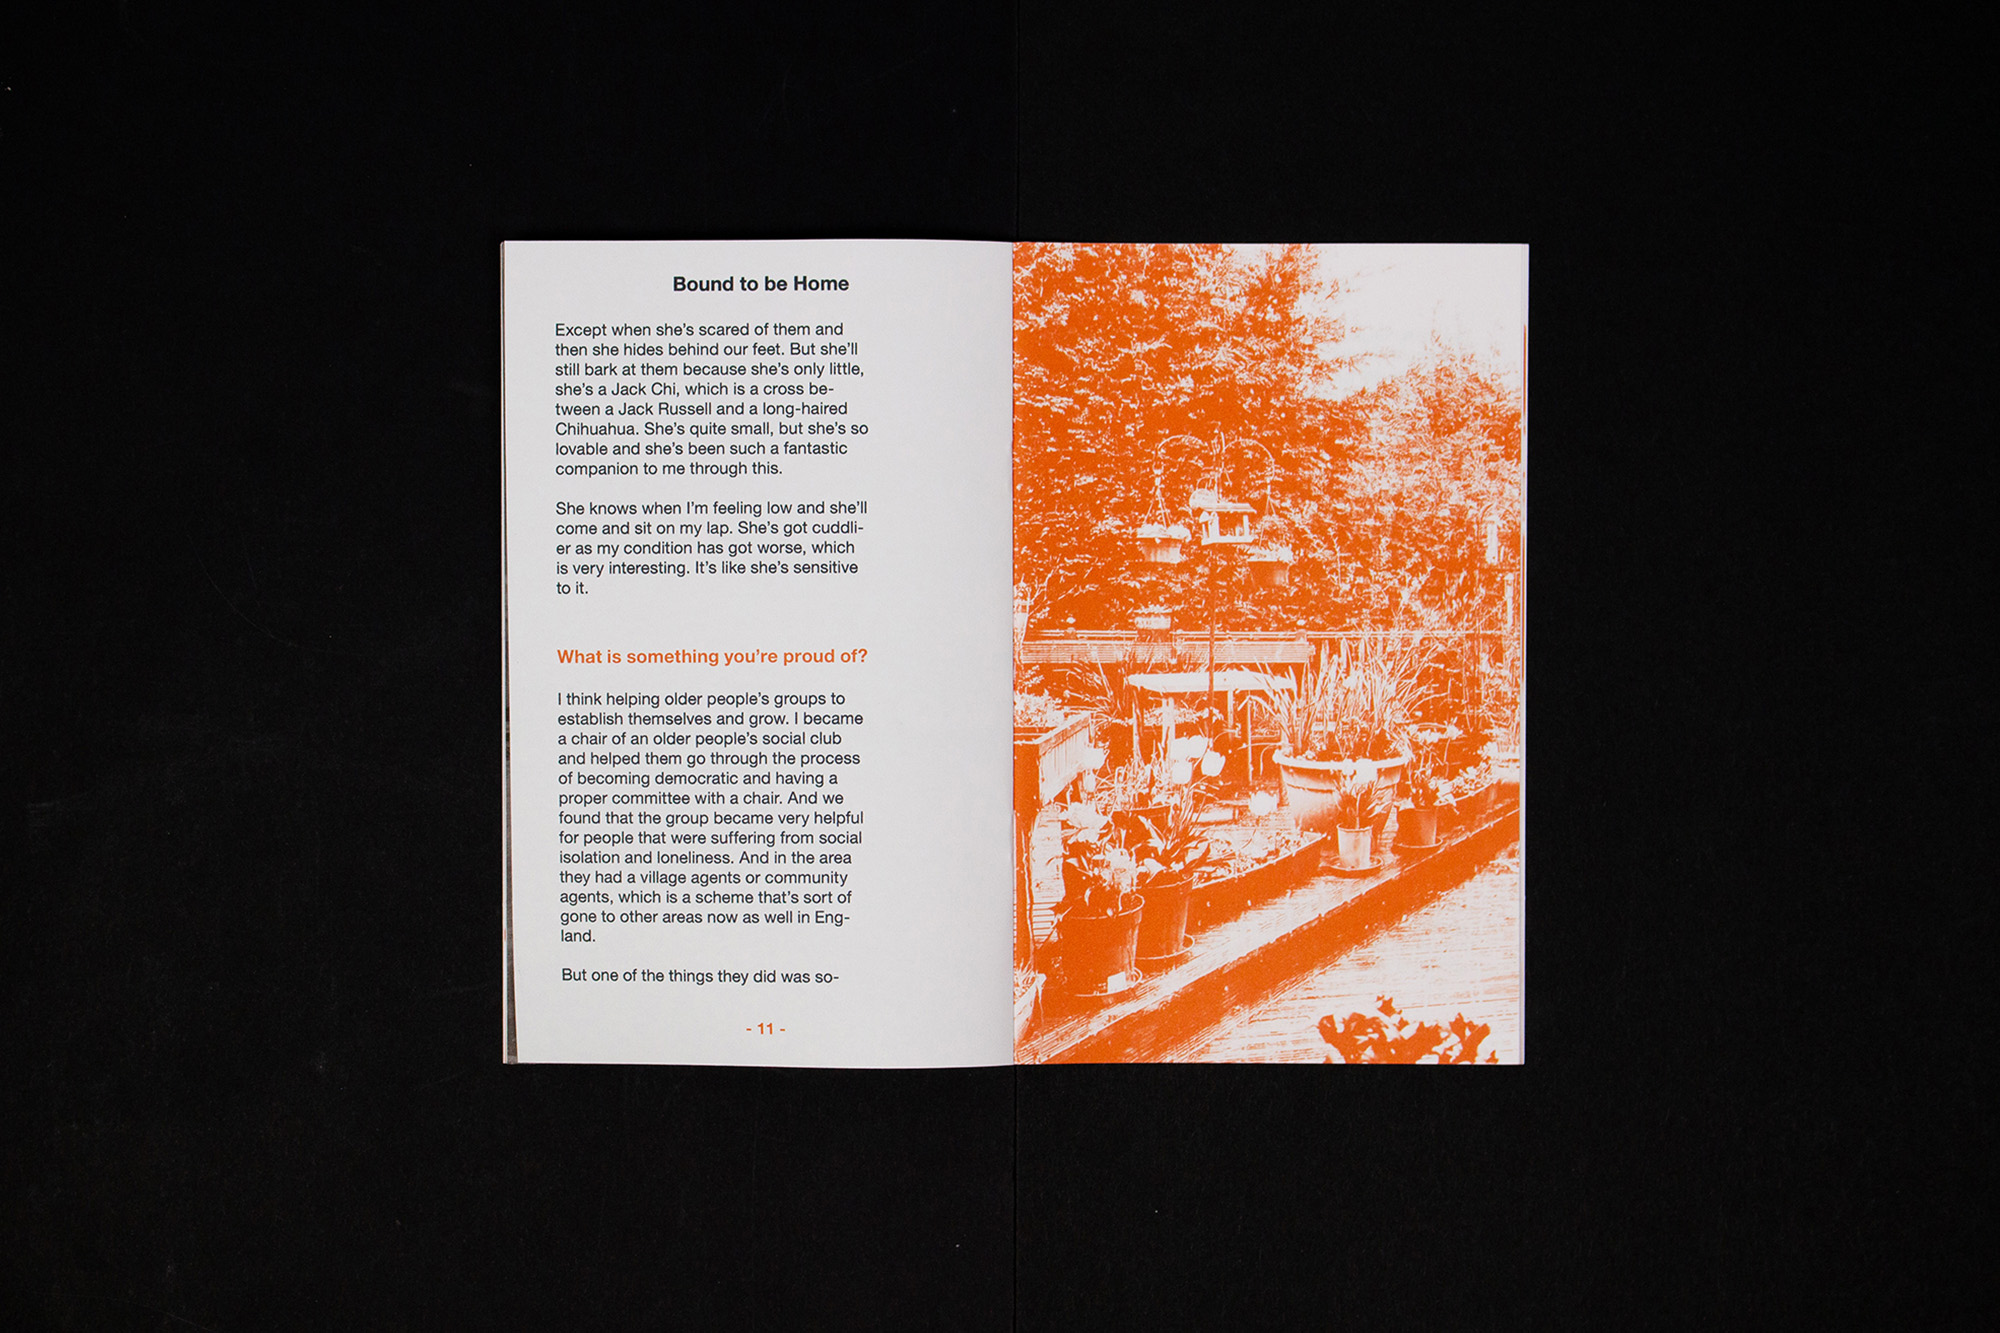 Bound to be Home
Except when she's scared of them and
then she hides behind our feet. But she'll
still bark at them because she's only little,
she's a Jack Chi, which is a cross be-
tween a Jack Russell and a long-haired
Chihuahua. She's quite small, but she's so
lovable and she's been such a fantastic
companion to me through this.
She knows when I'm feeling low and she'll
come and sit on my lap. She's got cuddli-
er as my condition has got worse, which
is very interesting. It's like she's sensitive
to it.
What is something you're proud of?
I think helping older people's groups to
establish themselves and grow. I became
a chair of an older people's social club
and helped them go through the process
of becoming democratic and having a
proper committee with a chair. And we
found that the group became very helpful
for people that were suffering from social
isolation and loneliness. And in the area
they had a village agents or community
agents, which is a scheme that's sort of
gone to other areas now as well in Eng-
land.
But one of the things they did was so-
- 11 -